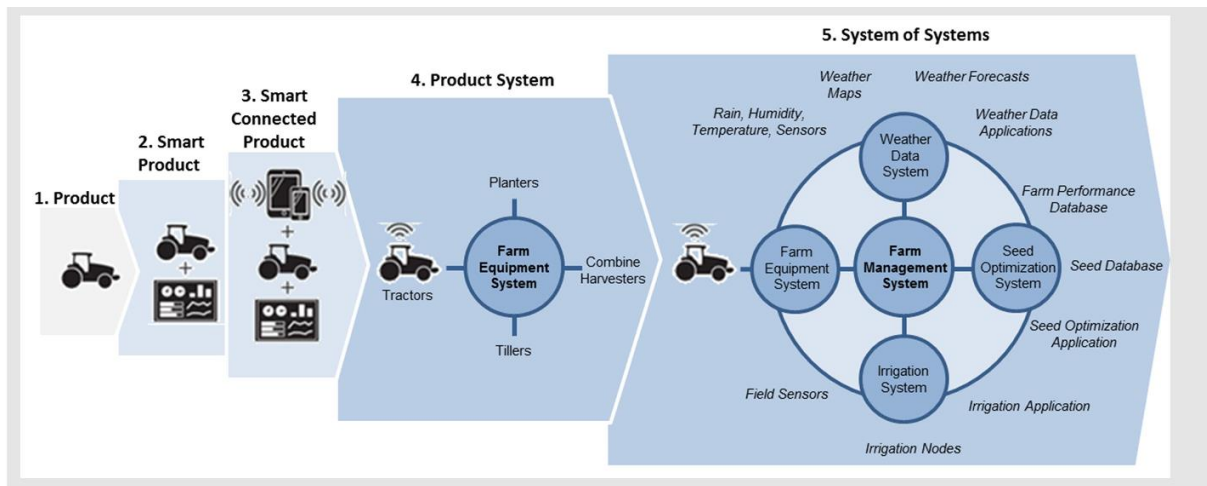 1. Product
2. Smart
Product
3. Smart
Connected
Product
4. Product System
Planters
Farm
Equipment
System
Tractors
Combine
Harvesters
Tillers
5. System of Systems
Weather
Maps
Weather Forecasts
Rain, Humidity,
Temperature, Sensors
Weather Data
Applications
Weather
Data
System
Farm Performance
Database
Farm
Equipment
System
Farm
Management
System
Seed
Optimization
System
Seed Database
Seed Optimization
Application
Irrigation
System
Field Sensors
Irrigation Application
Irrigation Nodes